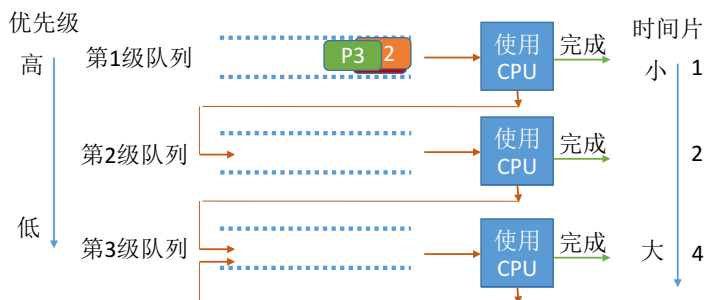 优先级
时间片
高
第1级队列
P3
2
使用
CPU
完成
小
1
第2级队列
使用
CPU
完成
2
低
第3级队列
使用
CPU
完成
大
4